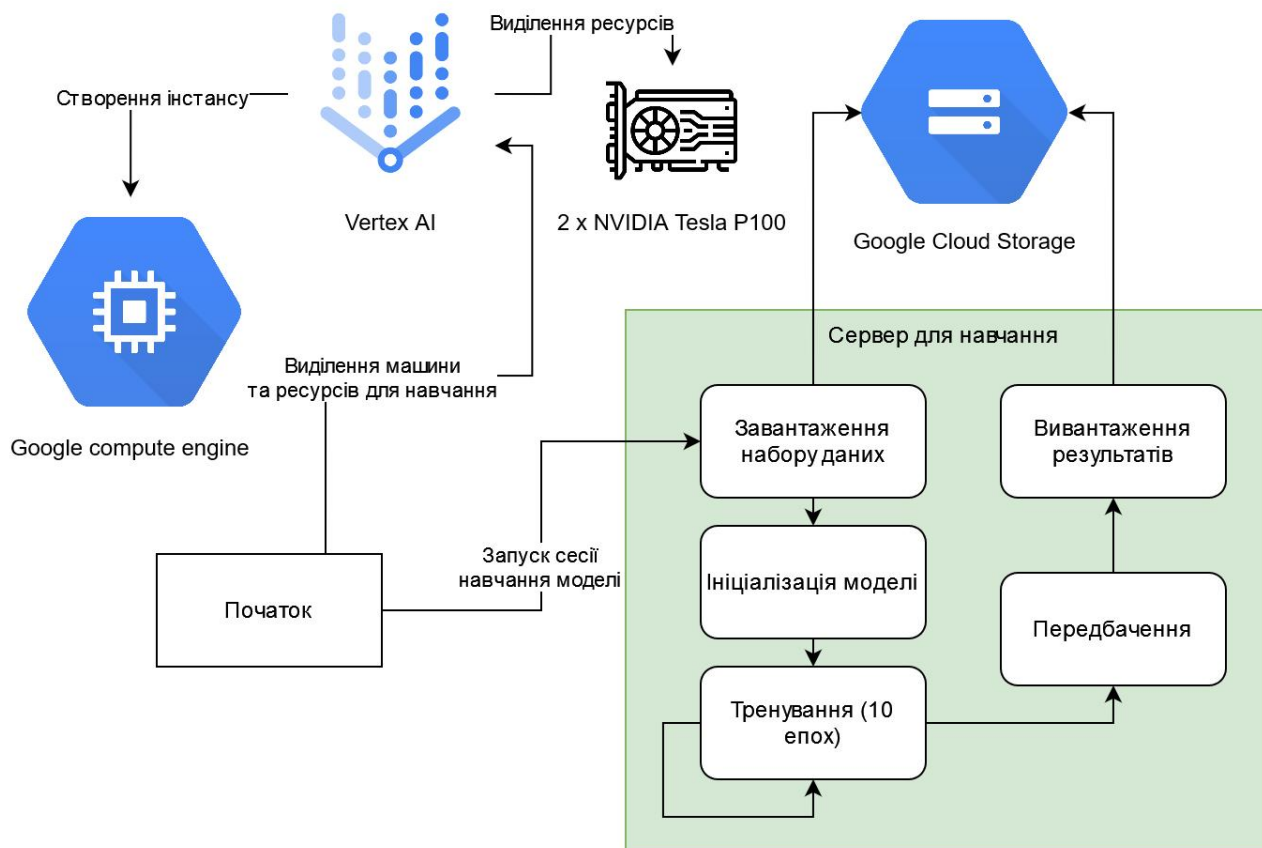 Виділення ресурсів
Створення інстансу
Vertex AI
2 x NVIDIA Tesla P100
Google Cloud Storage
Google compute engine
Виділення машини
та ресурсів для навчання
Сервер для навчання
Завантаження
набору даних
Вивантаження
результатів
Запуск сесії
навчання моделі
Ініціалізація моделі
Початок
Передбачення
Тренування (10
епох)